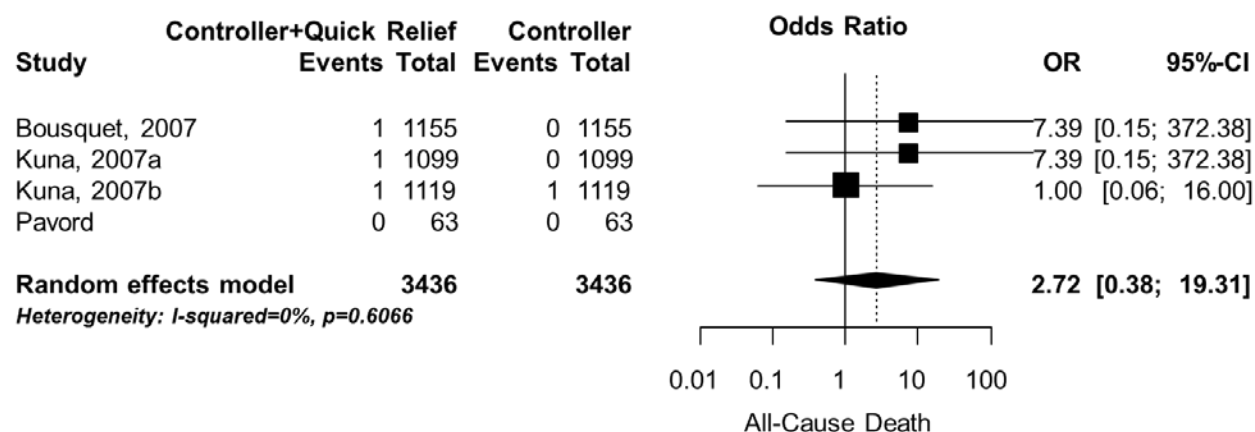 Controller+Quick Relief Controller Odds Ratio
Study Events Total Events Total OR 95%-CI
Bousquet, 2007 1 1155 0 1155 7.39 [0.15; 372.38]
Kuna, 2007a 1 1099 0 1099 7.39 [0.15; 372.38]
Kuna, 2007b 1 1119 1 1119 1.00 [0.06; 16.00]
Pavord 0 63 0 63
Random effects model 3436 3436 2.72 [0.38; 19.31]
Heterogeneity: I-squared=0%, p=0.6066
0.01 0.1 1 10 100
All-Cause Death